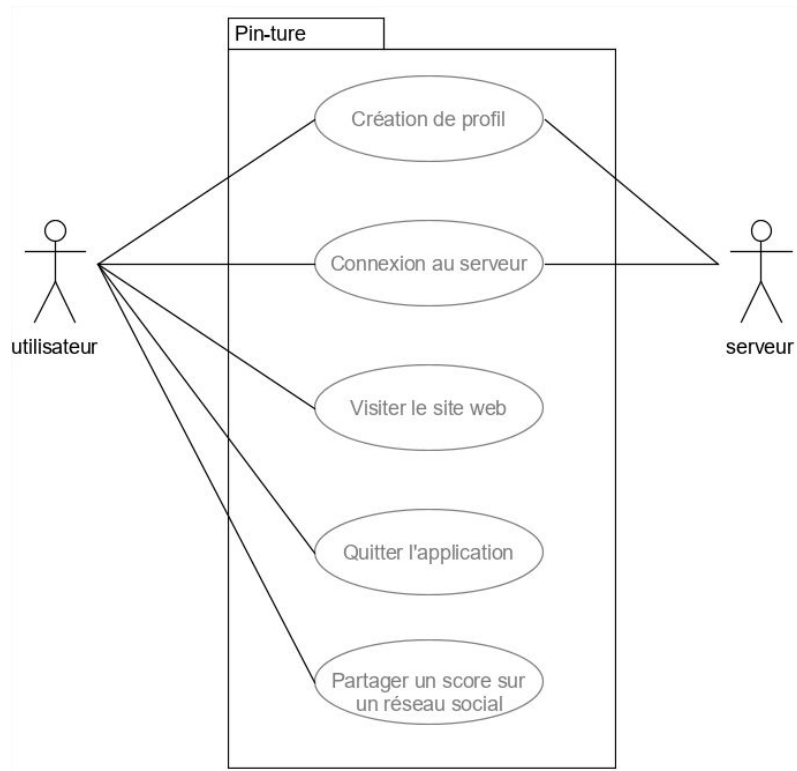 Pin-ture
Création de profil
Connexion au serveur
utilisateur
serveur
Visiter le site web
Quitter l'application
Partager un score sur
un réseau social